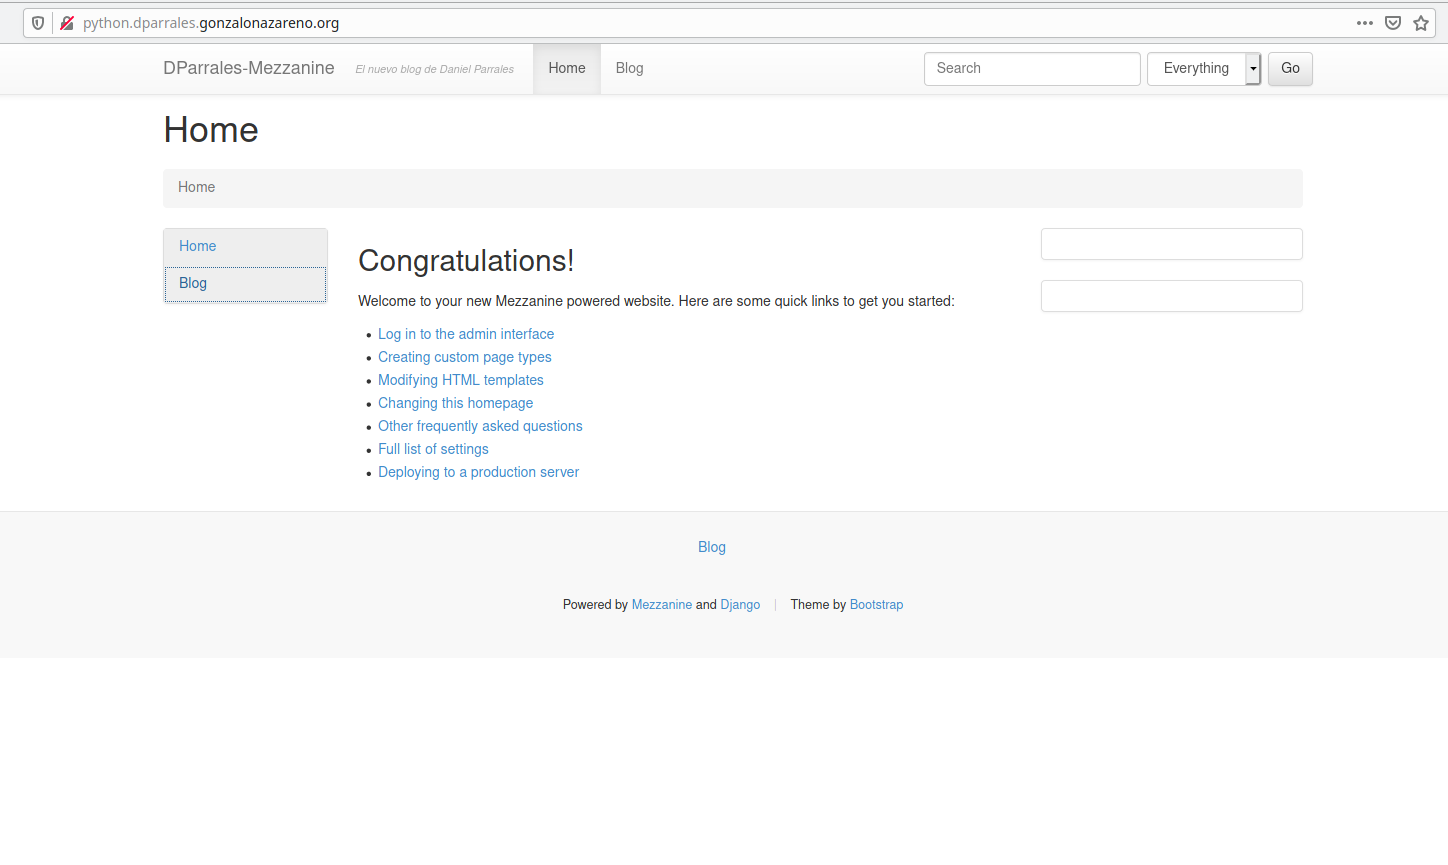 python.dparrales.gonzalonazareno.org
DParrales-Mezzanine El nuevo blog de Daniel Parrales Home Blog Search Everything Go
Home
Home
Home
Blog
Congratulations!
Welcome to your new Mezzanine powered website. Here are some quick links to get you started:
Log in to the admin interface
Creating custom page types
Modifying HTML templates
Changing this homepage
Other frequently asked questions
Full list of settings
Deploying to a production server
Blog
Powered by Mezzanine and Django | Theme by Bootstrap